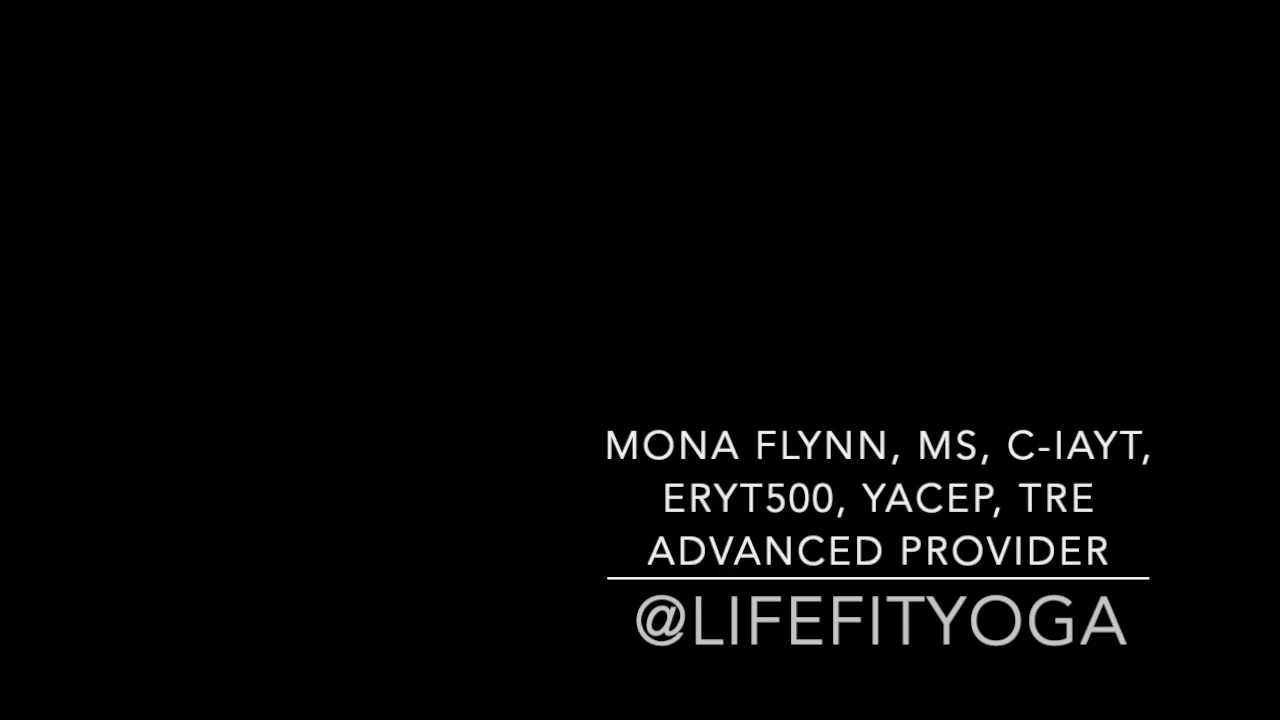 MONA FLYNN, MS, C-IAYT,
ERYT500, YACEP, TRE
ADVANCED PROVIDER
@LIFEFITYOGA